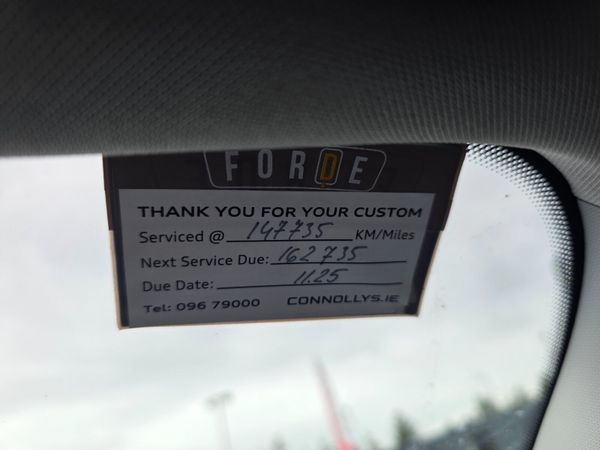 FORDE
THANK YOU FOR YOUR CUSTOM
Serviced @ 147735 KM/Miles
Next Service Due: 162735
Due Date: 11.25
Tel: 096 79000 CONNOLLYS.IE